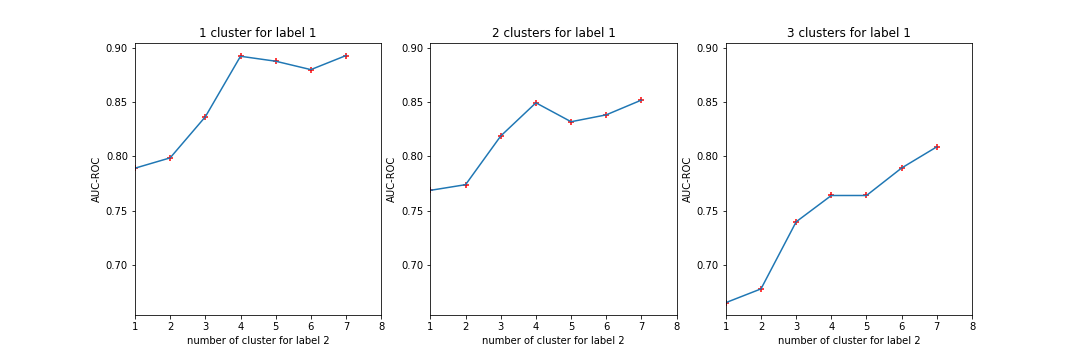 1 cluster for label 1
AUC-ROC
0.90
0.85
0.80
0.75
0.70
1 2 3 4 5 6 7 8
number of cluster for label 2
2 clusters for label 1
AUC-ROC
0.90
0.85
0.80
0.75
0.70
1 2 3 4 5 6 7 8
number of cluster for label 2
3 clusters for label 1
AUC-ROC
0.90
0.85
0.80
0.75
0.70
1 2 3 4 5 6 7 8
number of cluster for label 2